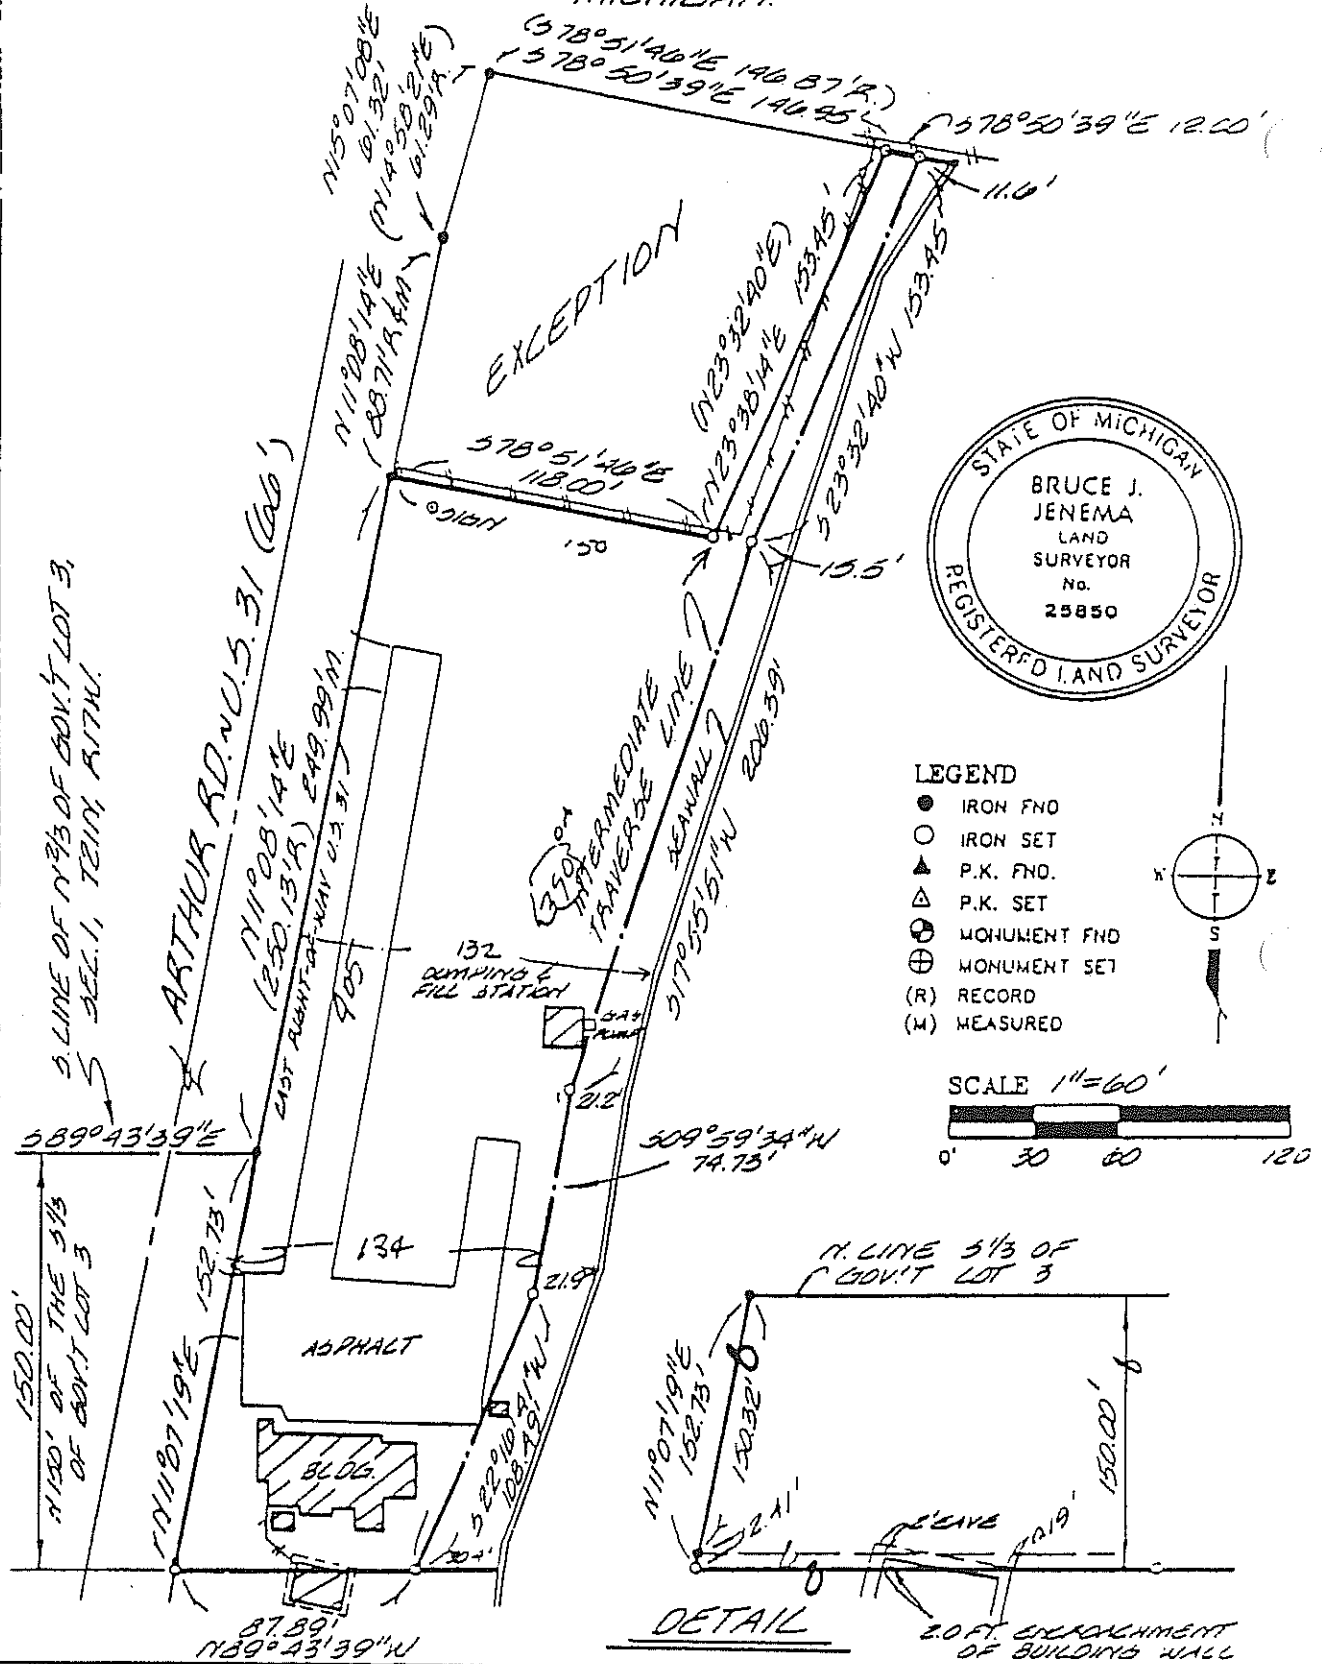 MICHIGAN.
(S78°51'46"E 146.87'R.)
S78°50'39"E 146.95'
S78°50'39"E 12.00'
11.6'
N15°07'08"E
61.32'
(N14°58'21"E)
61.29'R
N11°08'14"E
88.71'R&M
EXCEPTION
(N23°32'40"E)
N23°38'14"E 153.45'
S23°32'40"W 153.45'
S78°51'46"E
118.00'
SIGN
150
15.5'
STATE OF MICHIGAN
BRUCE J.
JENEMA
LAND
SURVEYOR
No.
25850
REGISTERED LAND SURVEYOR
S. LINE OF N 2/3 OF GOV'T LOT 3,
SEC. 1, T21N, R17W.
ARTHUR RD. U.S. 31 (66')
N11°08'14"E
(250.13'R) 249.99'M.
EAST RIGHT-OF-WAY U.S. 31
405
INTERMEDIATE
TRAVERSE LINE
SEAWALL
S17°55'51"W 206.39'
390
132
DUMPING &
FILL STATION
GAS
PUMP
LEGEND
IRON FND
IRON SET
P.K. FND.
P.K. SET
MONUMENT FND
MONUMENT SET
(R) RECORD
(M) MEASURED
N
W E
S
SCALE 1"=60'
0' 30 60 120
21.2'
S09°59'34"W
74.73'
S89°43'39"E
150.00'
N 150' OF THE S 1/3
OF GOV'T LOT 3
N11°07'19"E 152.73'
134
21.9'
ASPHALT
BLDG.
S22°16'41"W
108.49'
87.89'
N89°43'39"W
N. LINE S 1/3 OF
GOV'T LOT 3
N11°07'19"E
152.73'
150.32'
150.00'
2.41'
2' EAVE
DETAIL
2.0 FT. ENCROACHMENT
OF BUILDING WALL